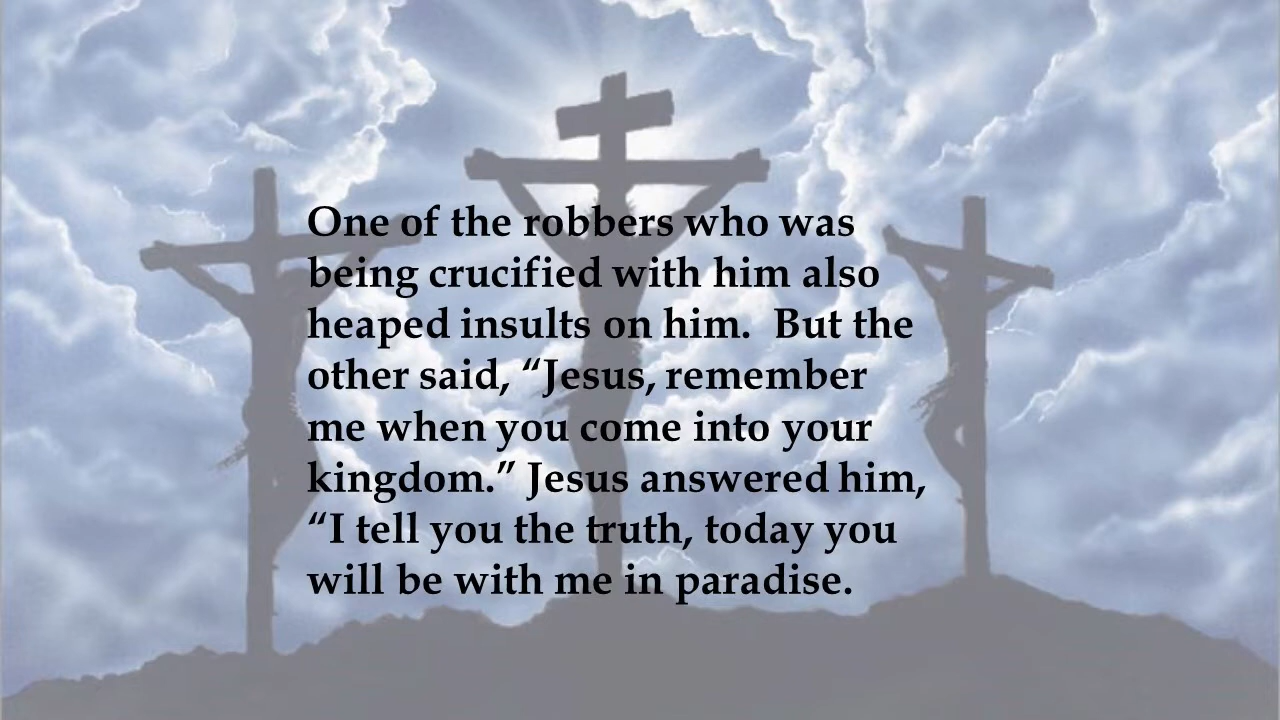 One of the robbers who was
being crucified with him also
heaped insults on him.  But the
other said, “Jesus, remember
me when you come into your
kingdom.” Jesus answered him,
“I tell you the truth, today you
will be with me in paradise.